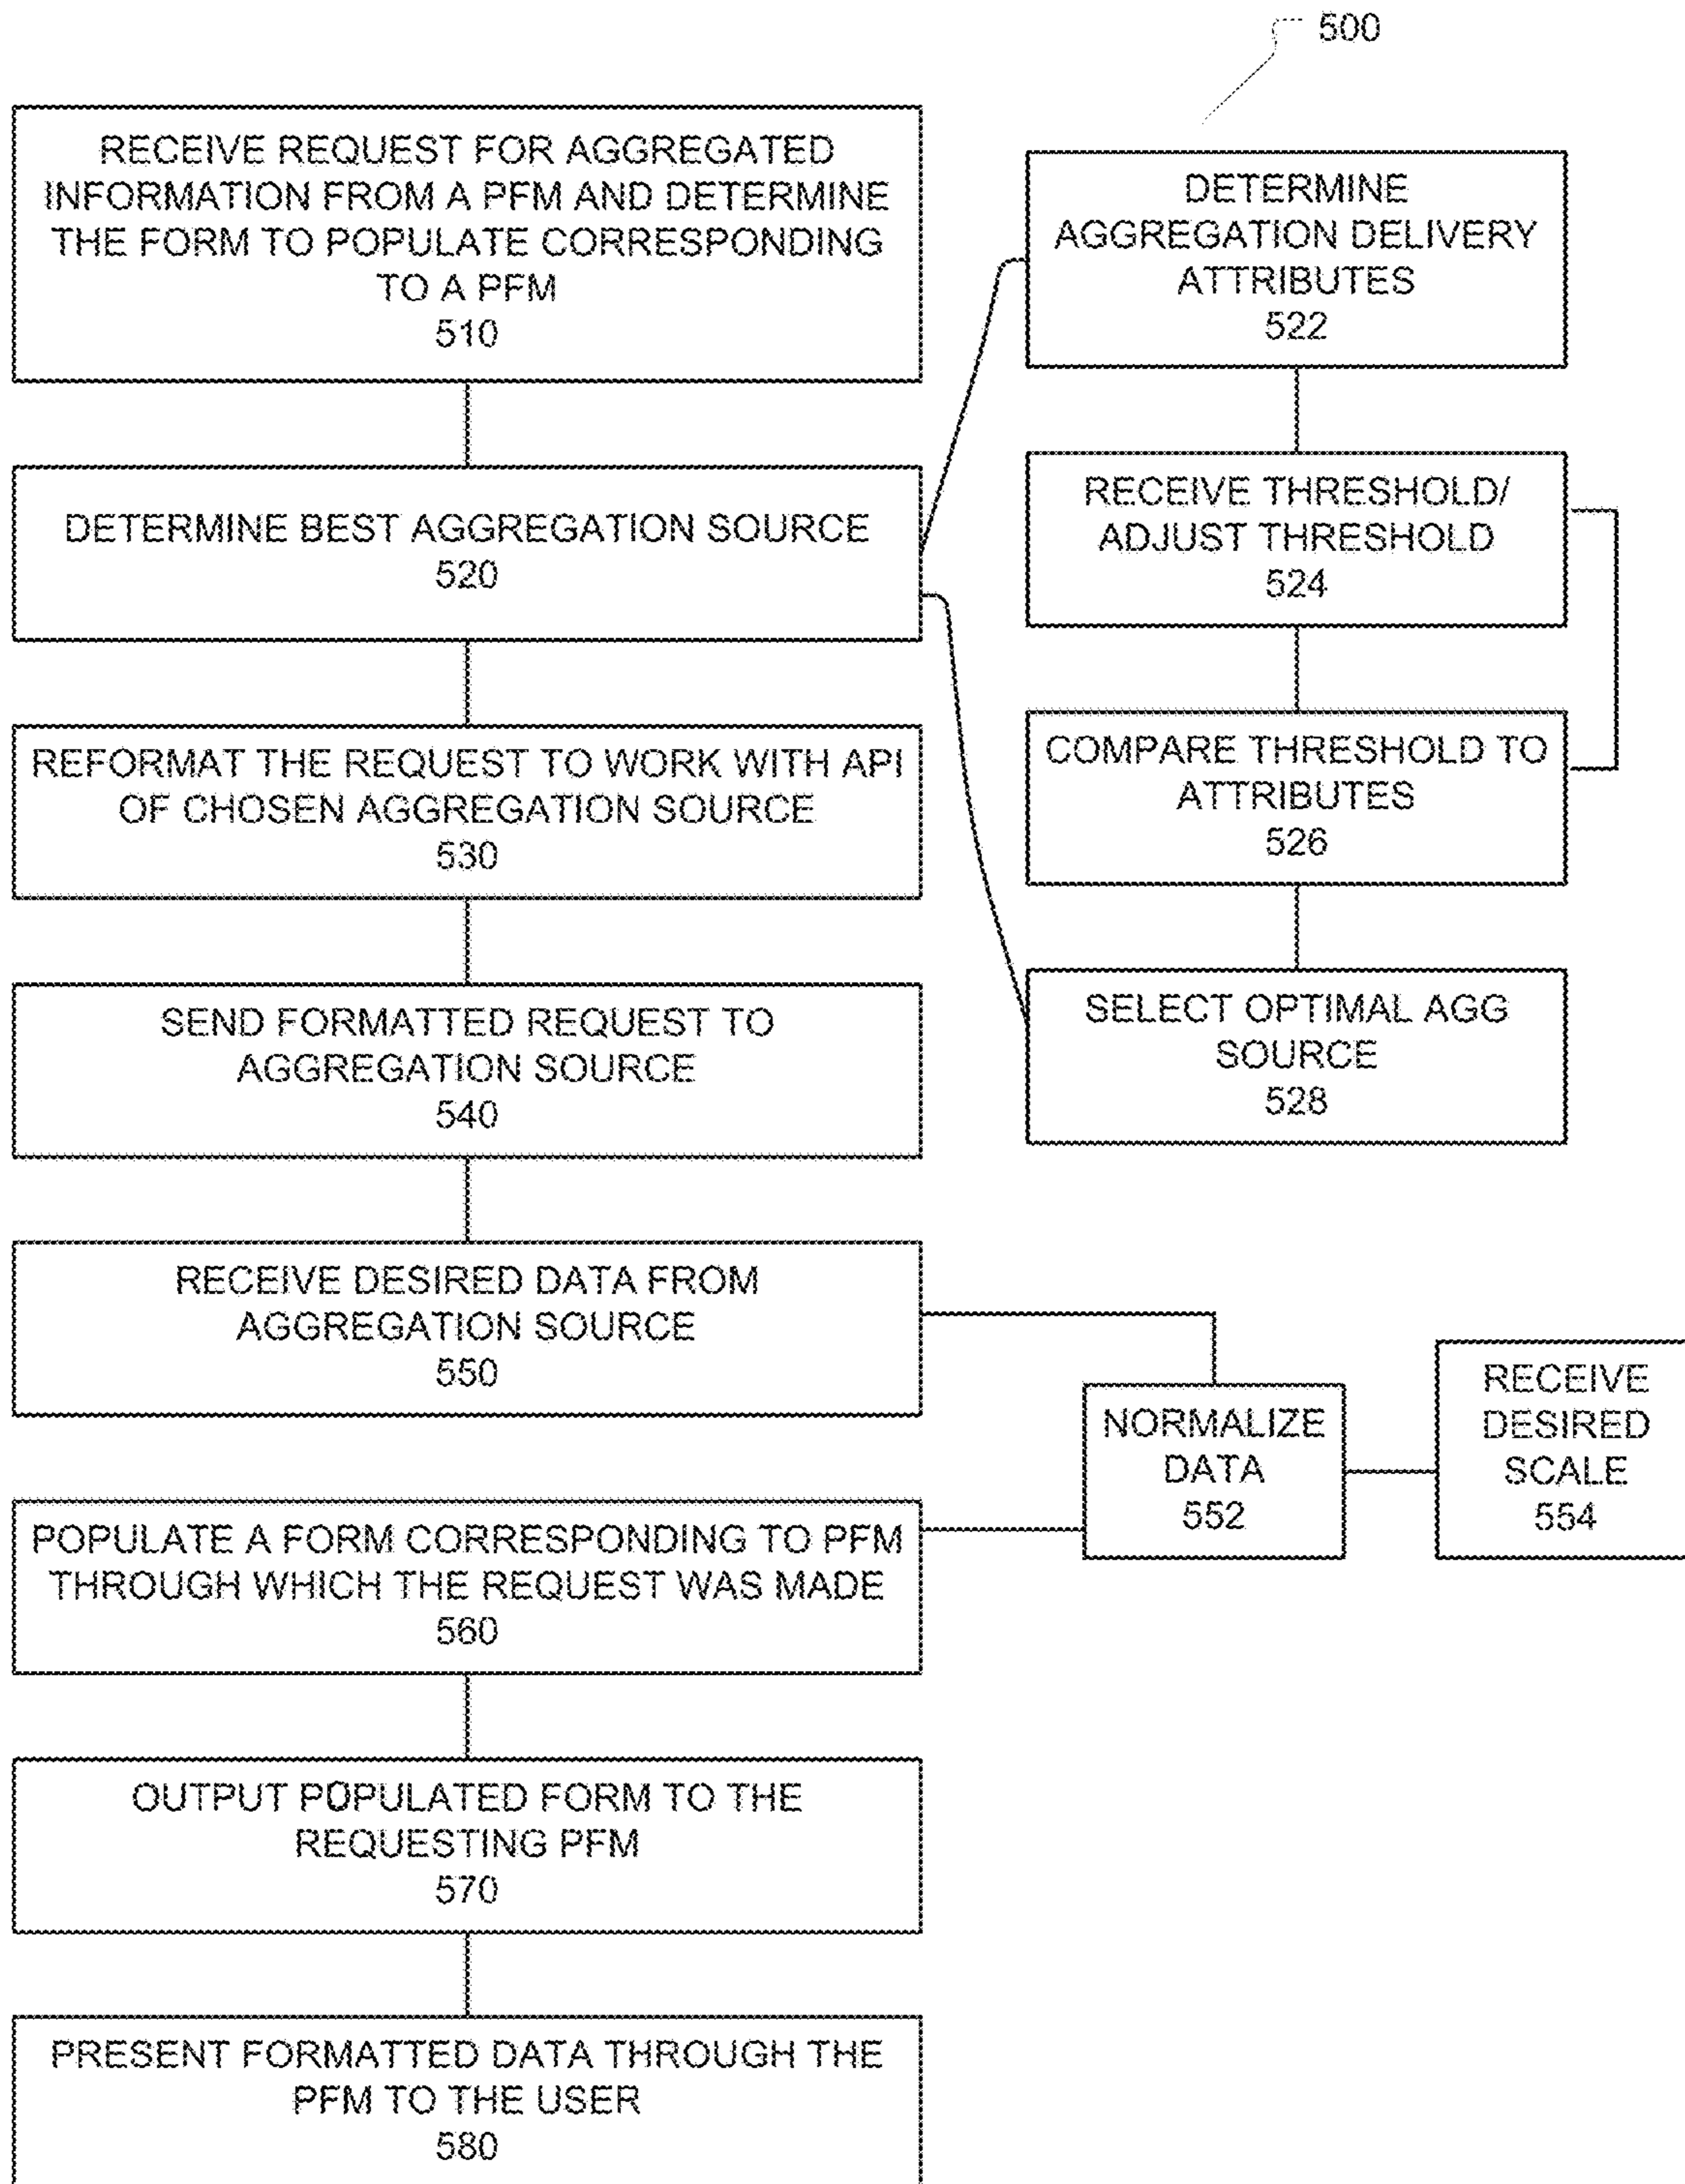 500
RECEIVE REQUEST FOR AGGREGATED
INFORMATION FROM A PFM AND DETERMINE
THE FORM TO POPULATE CORRESPONDING
TO A PFM
510
DETERMINE BEST AGGREGATION SOURCE
520
DETERMINE
AGGREGATION DELIVERY
ATTRIBUTES
522
RECEIVE THRESHOLD/
ADJUST THRESHOLD
524
COMPARE THRESHOLD TO
ATTRIBUTES
526
SELECT OPTIMAL AGG
SOURCE
528
REFORMAT THE REQUEST TO WORK WITH API
OF CHOSEN AGGREGATION SOURCE
530
SEND FORMATTED REQUEST TO
AGGREGATION SOURCE
540
RECEIVE DESIRED DATA FROM
AGGREGATION SOURCE
550
NORMALIZE
DATA
552
RECEIVE
DESIRED
SCALE
554
POPULATE A FORM CORRESPONDING TO PFM
THROUGH WHICH THE REQUEST WAS MADE
560
OUTPUT POPULATED FORM TO THE
REQUESTING PFM
570
PRESENT FORMATTED DATA THROUGH THE
PFM TO THE USER
580